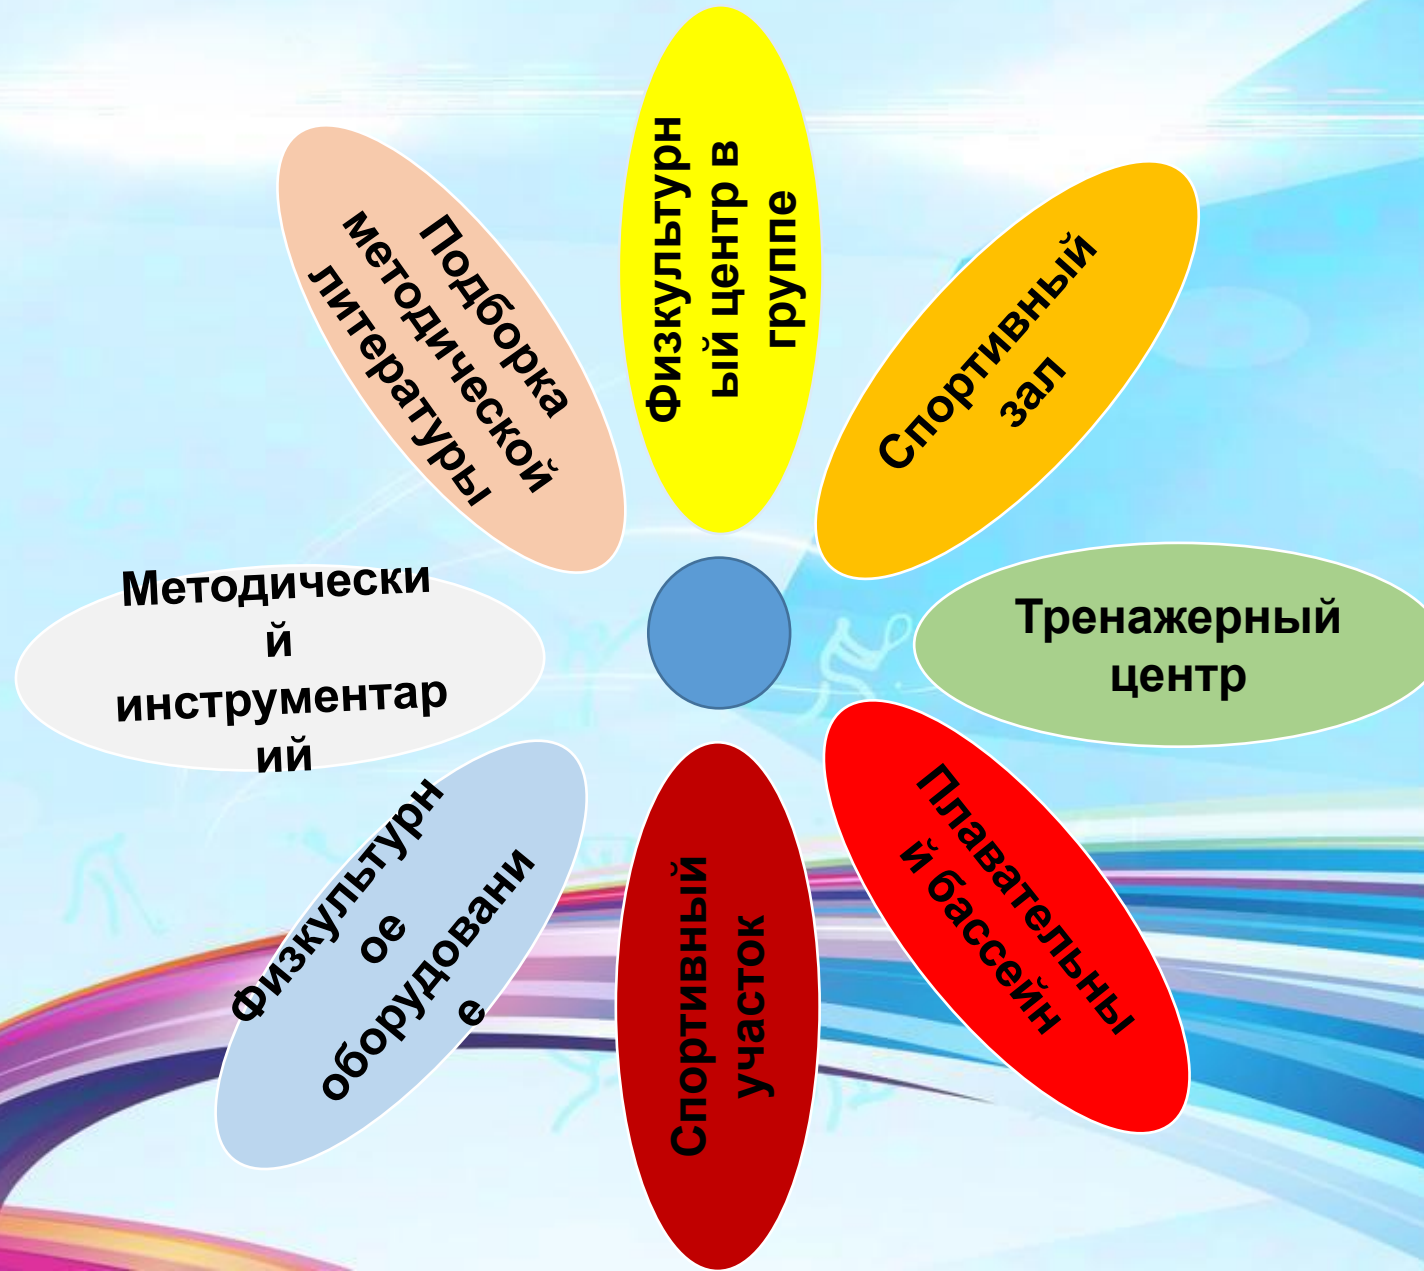 Физкультурн
ый центр в
группе
Спортивный
зал
Тренажерный
центр
Плавательны
й бассейн
Спортивный
участок
Физкультурн
ое
оборудовани
е
Методически
й
инструментар
ий
Подборка
методической
литературы